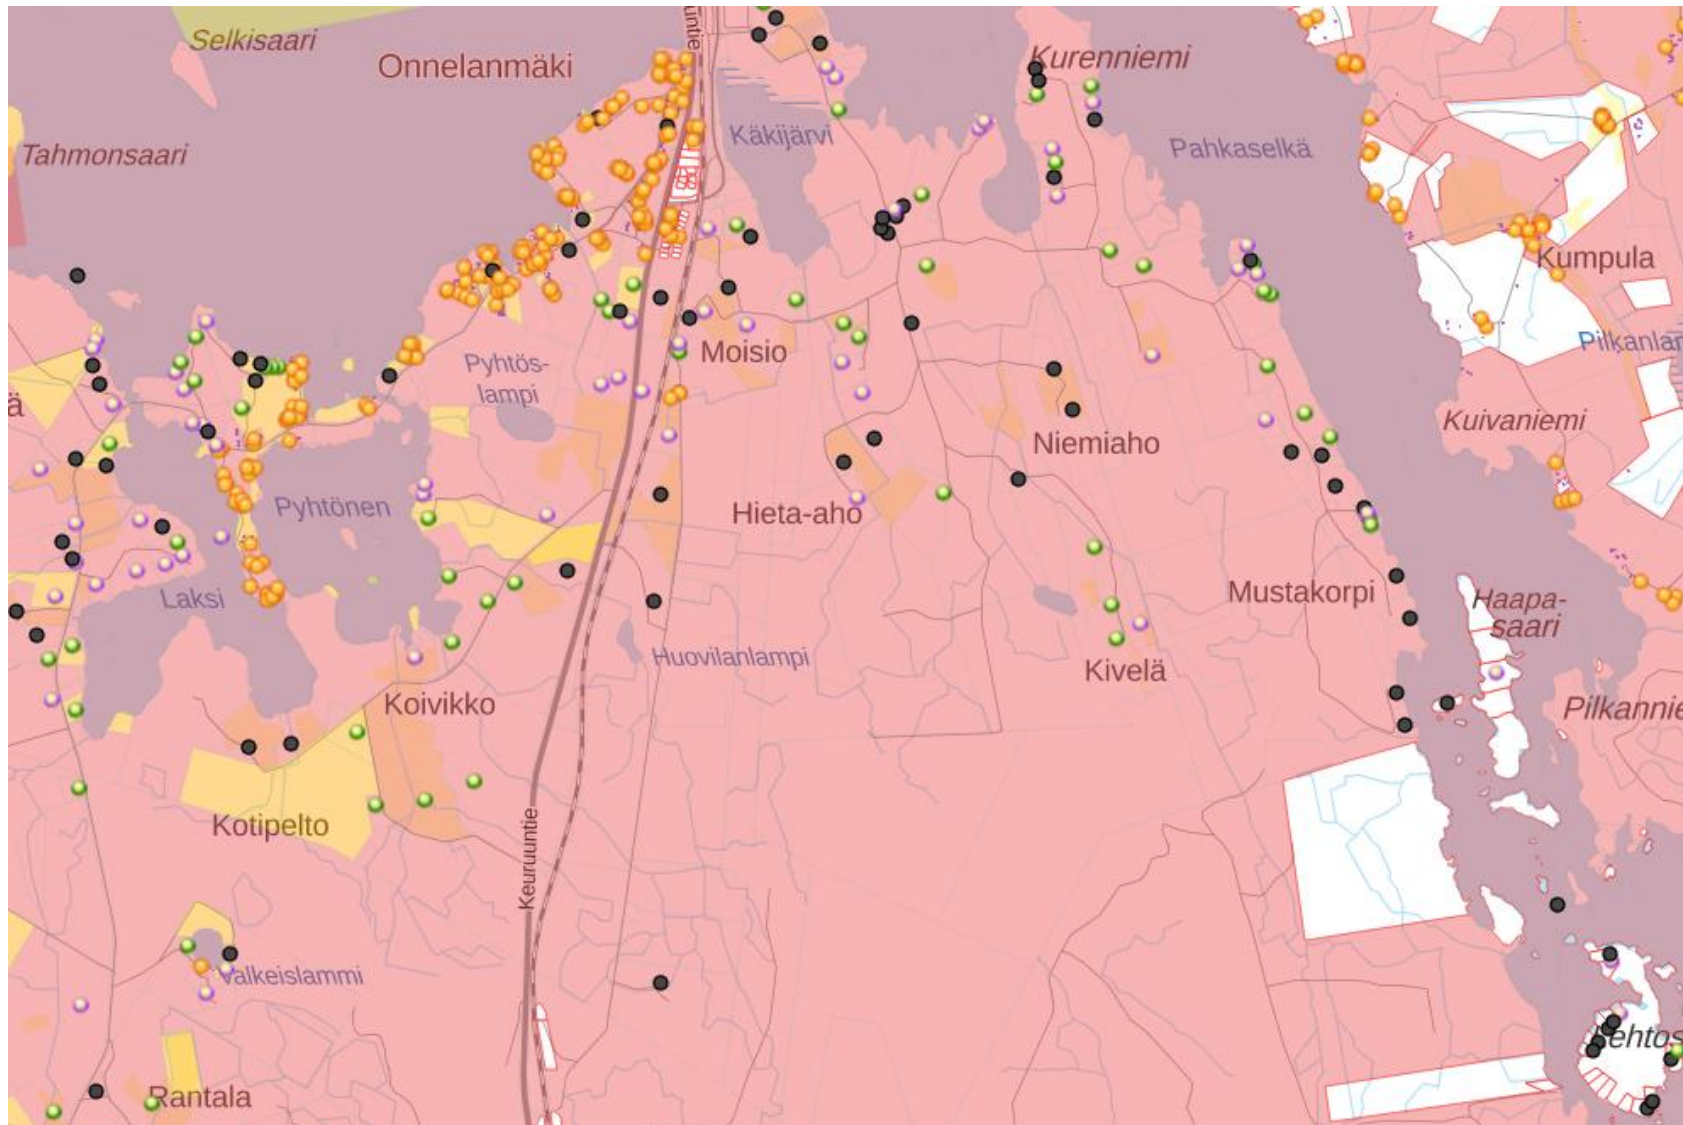 Selkisaari
Onnelanmäki
Kurenniemi
Käkijärvi
Pahkaselkä
Tahmonsaari
Kumpula
Pyhtös-
lampi
Moisio
ä
Kuivaniemi
Niemiaho
Pyhtönen
Hieta-aho
Laksi
Mustakorpi
Haapa-
saari
Huovilanlampi
Kivelä
Koivikko
Kotipelto
Keuruuntie
Valkeislammi
Rantala